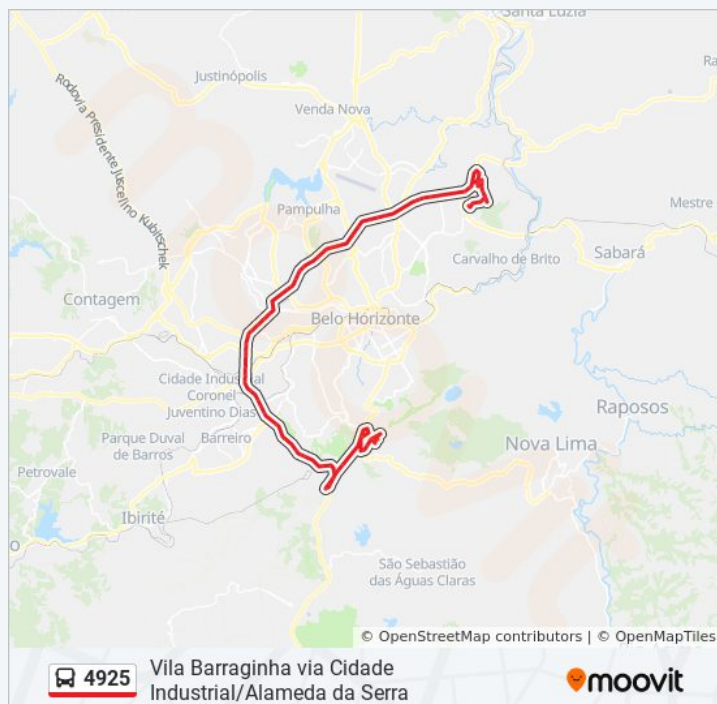 Santa Luzia
Justinópolis
Ra
Venda Nova
Rodovia Presidente Juscelino Kubitschek
Pampulha
Mestre
Carvalho de Brito
Sabará
Contagem
Belo Horizonte
Cidade Industrial
Coronel
Juventino Dias
Raposos
Parque Duval
de Barros
Barreiro
Nova Lima
Petrovale
Ibirité
o
São Sebastião
das Águas Claras
© OpenStreetMap contributors | © OpenMapTiles
4925
Vila Barraginha via Cidade
Industrial/Alameda da Serra
moovit